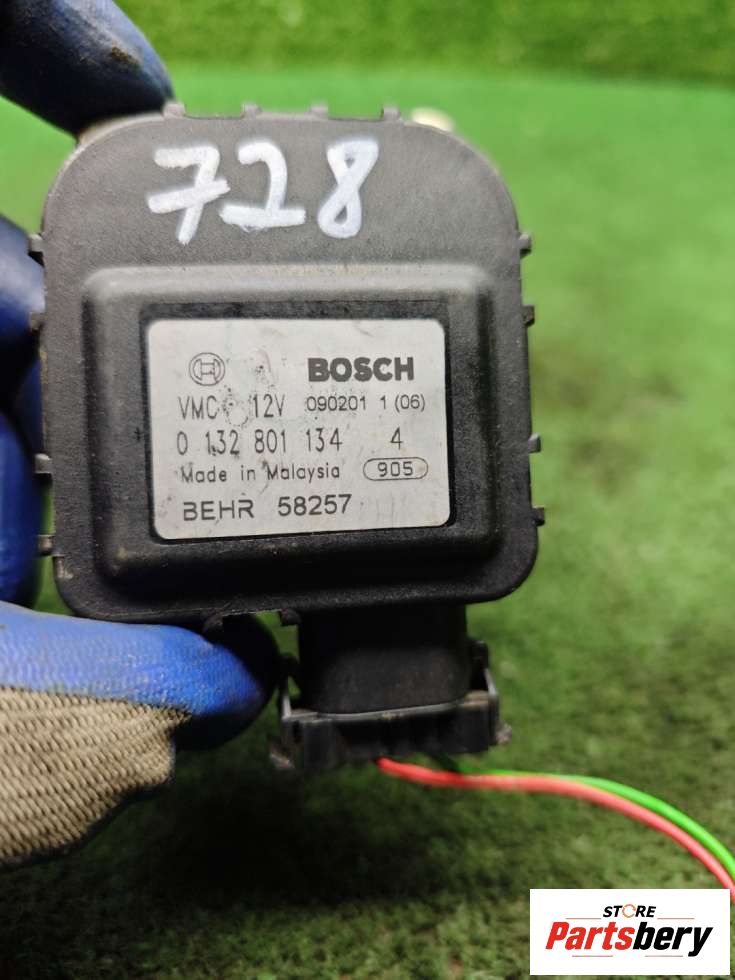 728
BOSCH
VMC 12V 090201 1 (06)
0 132 801 134 4
Made in Malaysia 905
BEHR 58257
STORE
Partsbery